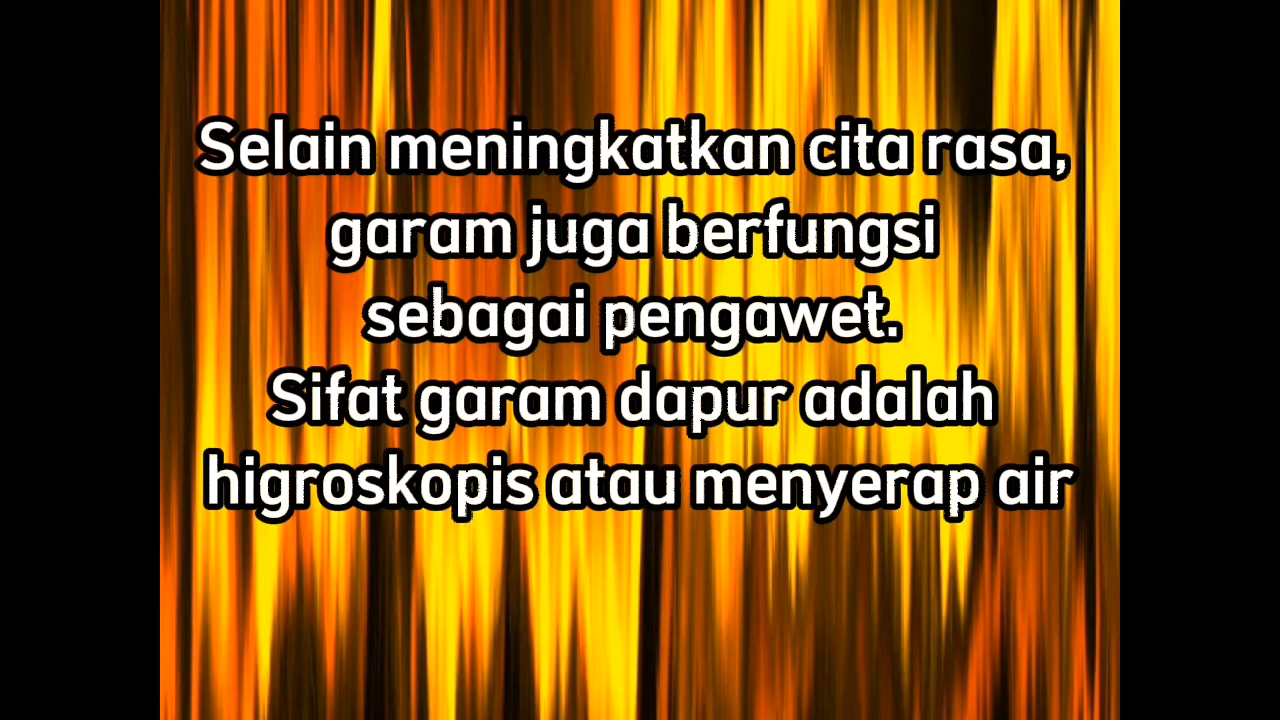 Selain meningkatkan cita rasa,
garam juga berfungsi
sebagai pengawet.
Sifat garam dapur adalah
higroskopis atau menyerap air